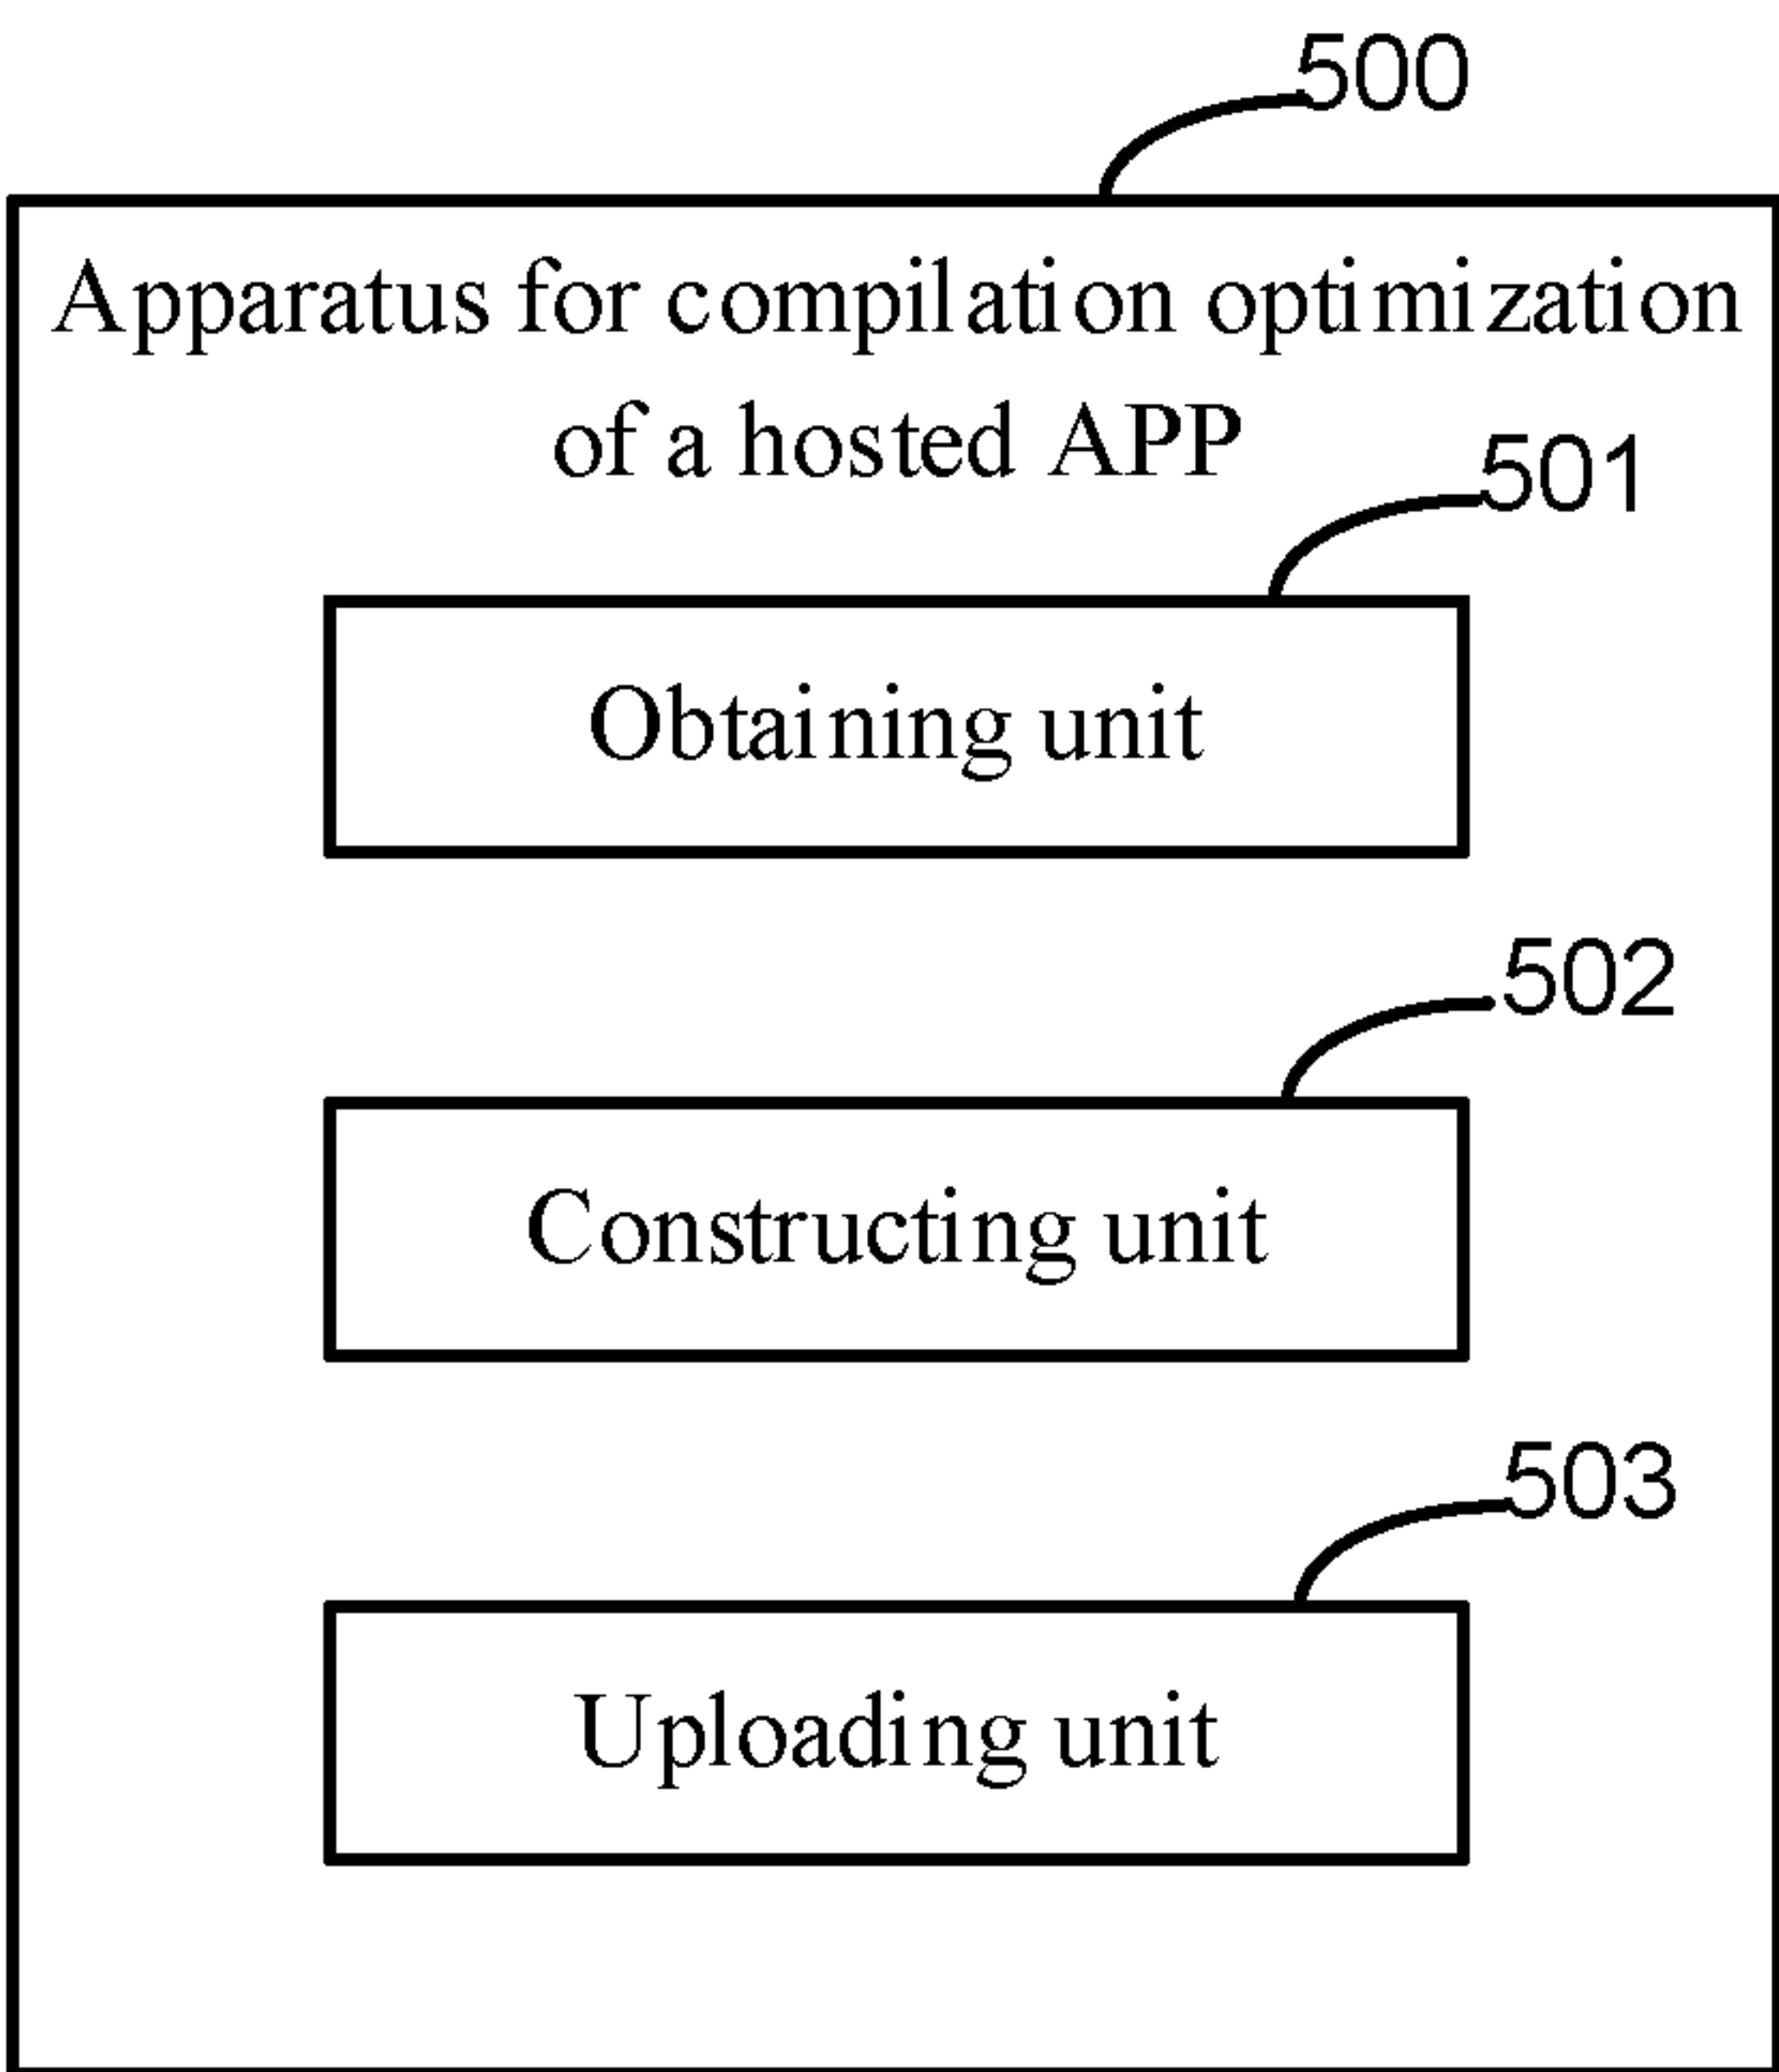 500
Apparatus for compilation optimization
of a hosted APP
501
Obtaining unit
502
Constructing unit
503
Uploading unit